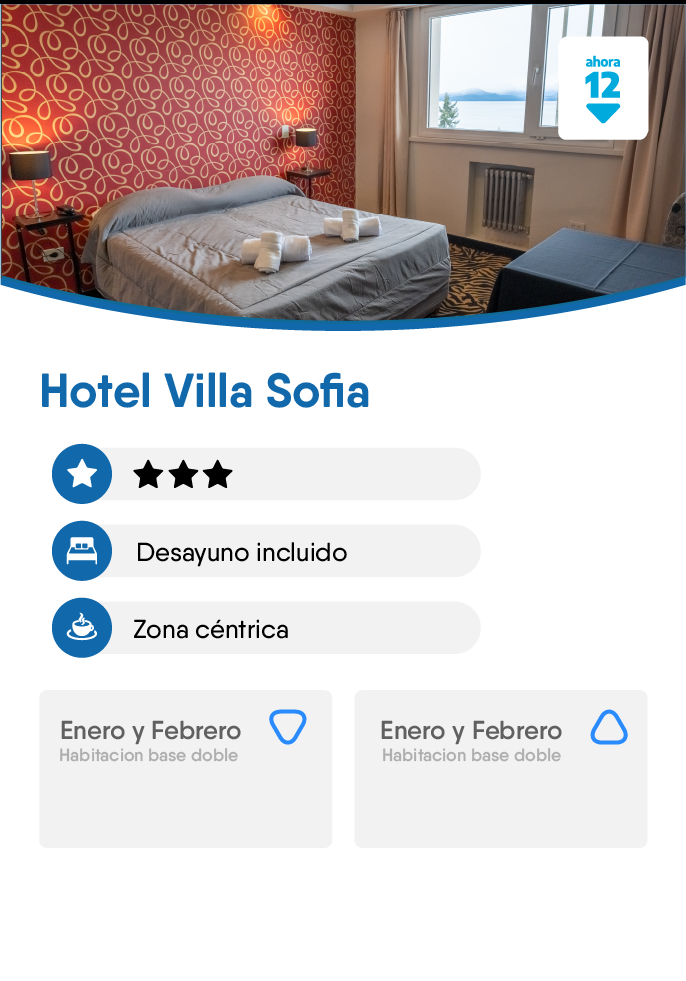 ahora
12
Hotel Villa Sofia
Desayuno incluido
Zona céntrica
Enero y Febrero
Habitacion base doble
Enero y Febrero
Habitacion base doble